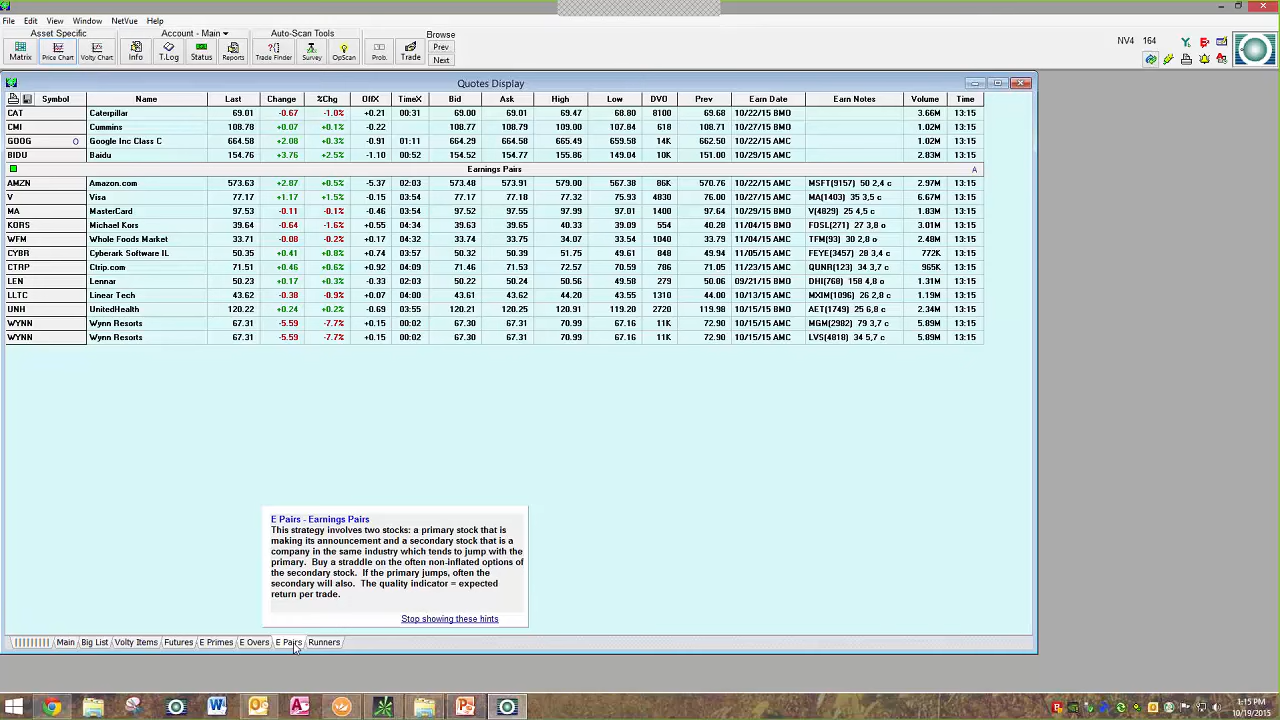 File Edit View Window NetVue Help
Asset Specific Account - Main Auto-Scan Tools Browse
Matrix Price Chart Volty Chart Info T.Log Status Reports Trade Finder Survey OpScan Prob. Trade Prev Next
NV4 164
Quotes Display
Symbol Name Last Change %Chg OffX TimeX Bid Ask High Low DVO Prev Earn Date Earn Notes Volume Time
CAT Caterpillar 69.01 -0.67 -1.0% +0.21 00:31 69.00 69.01 69.47 68.80 8100 69.68 10/22/15 BMO 3.66M 13:15
CMI Cummins 108.78 +0.07 +0.1% -0.22 108.77 108.79 109.00 107.84 618 108.71 10/27/15 BMO 1.02M 13:15
GOOG O Google Inc Class C 664.58 +2.08 +0.3% -0.91 01:11 664.29 664.58 665.49 659.58 14K 662.50 10/22/15 AMC 1.02M 13:15
BIDU Baidu 154.76 +3.76 +2.5% -1.10 00:52 154.52 154.77 155.86 149.04 10K 151.00 10/29/15 AMC 2.83M 13:15
Earnings Pairs A
AMZN Amazon.com 573.63 +2.87 +0.5% -5.37 02:03 573.48 573.91 579.00 567.38 86K 570.76 10/22/15 AMC MSFT(9157) 50 2,4 c 2.97M 13:15
V Visa 77.17 +1.17 +1.5% -0.15 03:54 77.17 77.18 77.32 75.93 4830 76.00 10/28/15 AMC MA(1403) 35 3,5 c 6.67M 13:15
MA MasterCard 97.53 -0.11 -0.1% -0.46 03:54 97.52 97.55 97.99 97.01 1400 97.64 10/29/15 BMO V(4829) 25 4,5 c 1.83M 13:15
KORS Michael Kors 39.64 -0.64 -1.6% +0.55 04:34 39.63 39.65 40.33 39.09 554 40.28 11/04/15 BMO FOSL(271) 27 3,8 o 3.01M 13:15
WFM Whole Foods Market 33.71 -0.08 -0.2% +0.17 04:32 33.74 33.75 34.07 33.54 1040 33.79 11/04/15 BMO TFM(93) 30 2,8 o 2.48M 13:15
CYBR Cyberark Software IL 50.35 +0.41 +0.8% +0.74 03:57 50.32 50.39 51.75 49.61 848 49.94 11/05/15 AMC FEYE(3457) 28 3,4 c 772K 13:15
CTRP Ctrip.com 71.51 +0.46 +0.6% +0.92 04:09 71.46 71.53 72.57 70.59 786 71.05 11/23/15 AMC QUNR(123) 34 3,7 c 965K 13:15
LEN Lennar 50.23 +0.17 +0.3% -0.33 02:03 50.22 50.24 50.56 49.58 279 50.06 09/21/15 BMO DHI(768) 158 4,8 o 1.31M 13:15
LLTC Linear Tech 43.62 -0.38 -0.9% +0.07 04:00 43.61 43.62 44.20 43.55 1310 44.00 10/13/15 AMC MXIM(1096) 26 2,8 c 1.19M 13:15
UNH UnitedHealth 120.22 +0.24 +0.2% -0.69 03:55 120.21 120.25 120.91 119.20 2720 119.98 10/15/15 BMO AET(1749) 25 6,8 c 2.34M 13:15
WYNN Wynn Resorts 67.31 -5.59 -7.7% +0.15 00:02 67.30 67.31 70.99 67.16 11K 72.90 10/15/15 AMC MGM(2982) 79 3,7 c 5.89M 13:15
WYNN Wynn Resorts 67.31 -5.59 -7.7% +0.15 00:02 67.30 67.31 70.99 67.16 11K 72.90 10/15/15 AMC LVS(4818) 34 5,7 c 5.89M 13:15
E Pairs - Earnings Pairs
This strategy involves two stocks: a primary stock that is
making its announcement and a secondary stock that is a
company in the same industry which tends to jump with the
primary. Buy a straddle on the often non-inflated options of
the secondary stock. If the primary jumps, often the
secondary will also. The quality indicator = expected
return per trade.
Stop showing these hints
Main Big List Volty Items Futures E Primes E Overs E Pairs Runners
1:15 PM
10/19/2015